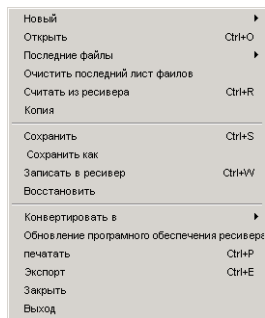 Новый
Открыть Ctrl+O
Последние файлы
Очистить последний лист фаилов
Считать из ресивера Ctrl+R
Копия
Сохранить Ctrl+S
Сохранить как
Записать в ресивер Ctrl+W
Восстановить
Конвертировать в
Обновление програмного обеспечения ресивера
печатать Ctrl+P
Экспорт Ctrl+E
Закрыть
Выход